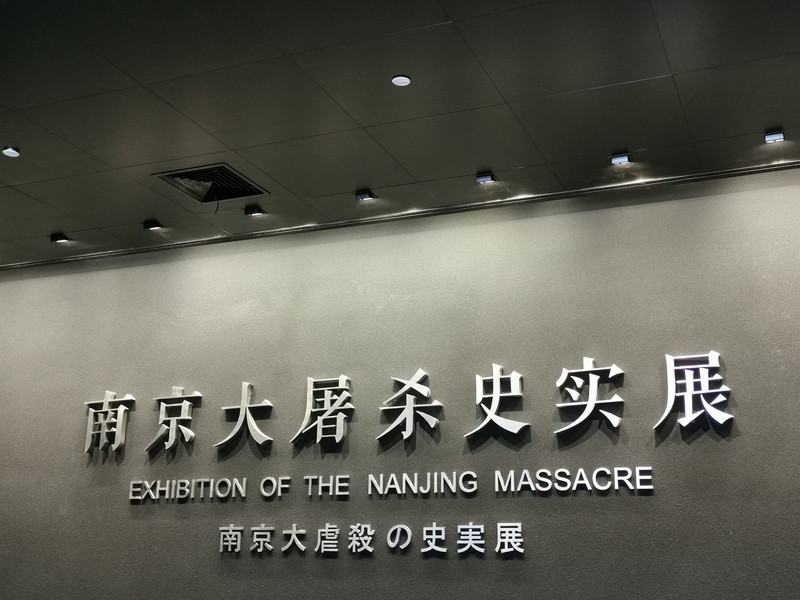 南京大屠杀史实展
EXHIBITION OF THE NANJING MASSACRE
南京大虐殺の史実展